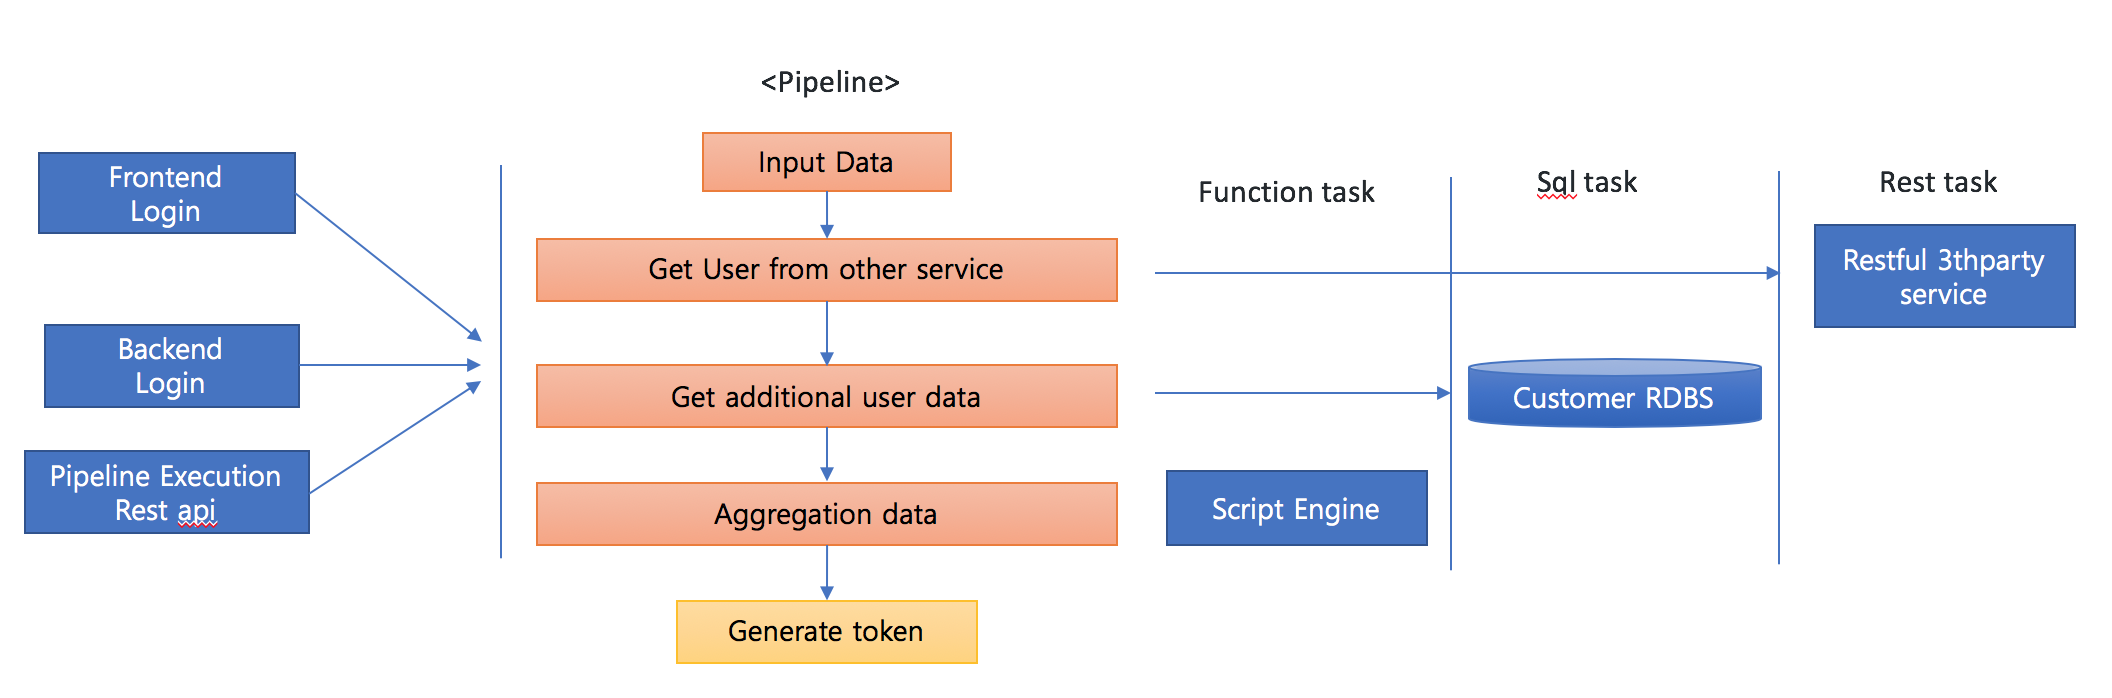 <Pipeline>
Frontend
Login
Backend
Login
Pipeline Execution
Rest api
Input Data
Get User from other service
Get additional user data
Aggregation data
Generate token
Function task
Script Engine
Sql task
Customer RDBS
Rest task
Restful 3thparty
service